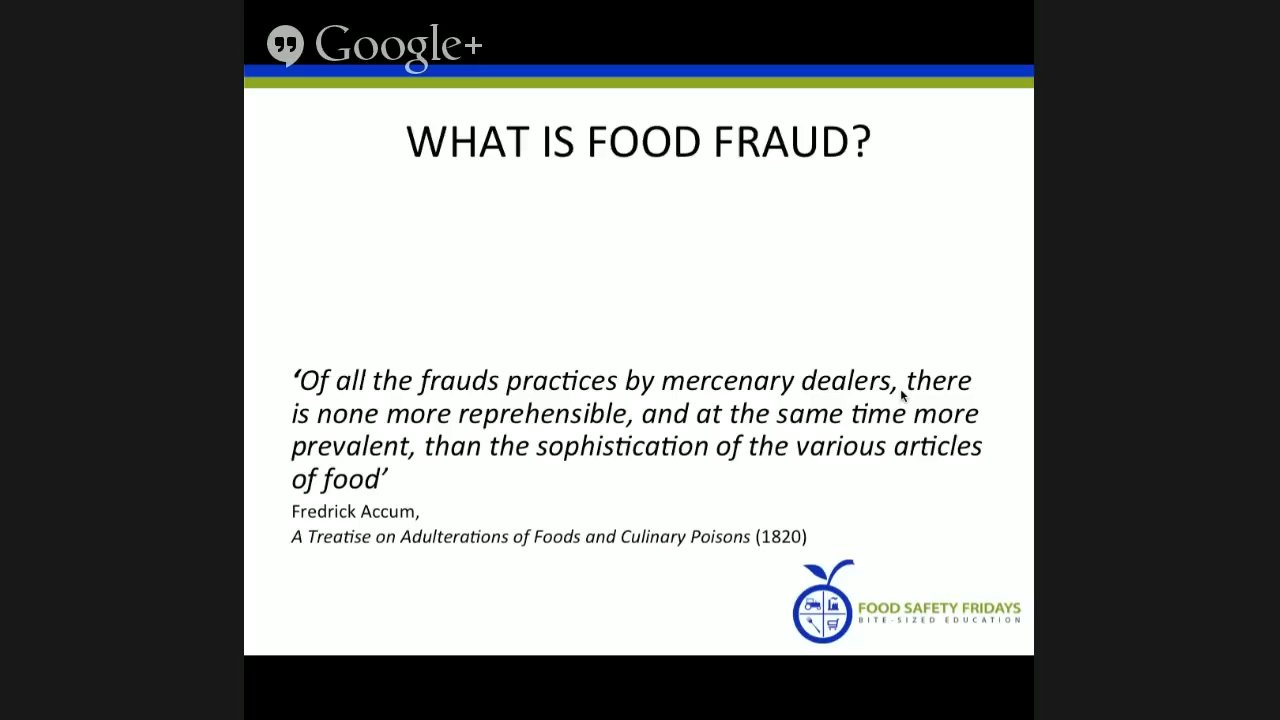 Google+
WHAT IS FOOD FRAUD?
‘Of all the frauds practices by mercenary dealers, there
is none more reprehensible, and at the same time more
prevalent, than the sophistication of the various articles
of food’
Fredrick Accum,
A Treatise on Adulterations of Foods and Culinary Poisons (1820)
FOOD SAFETY FRIDAYS
BITE-SIZED EDUCATION